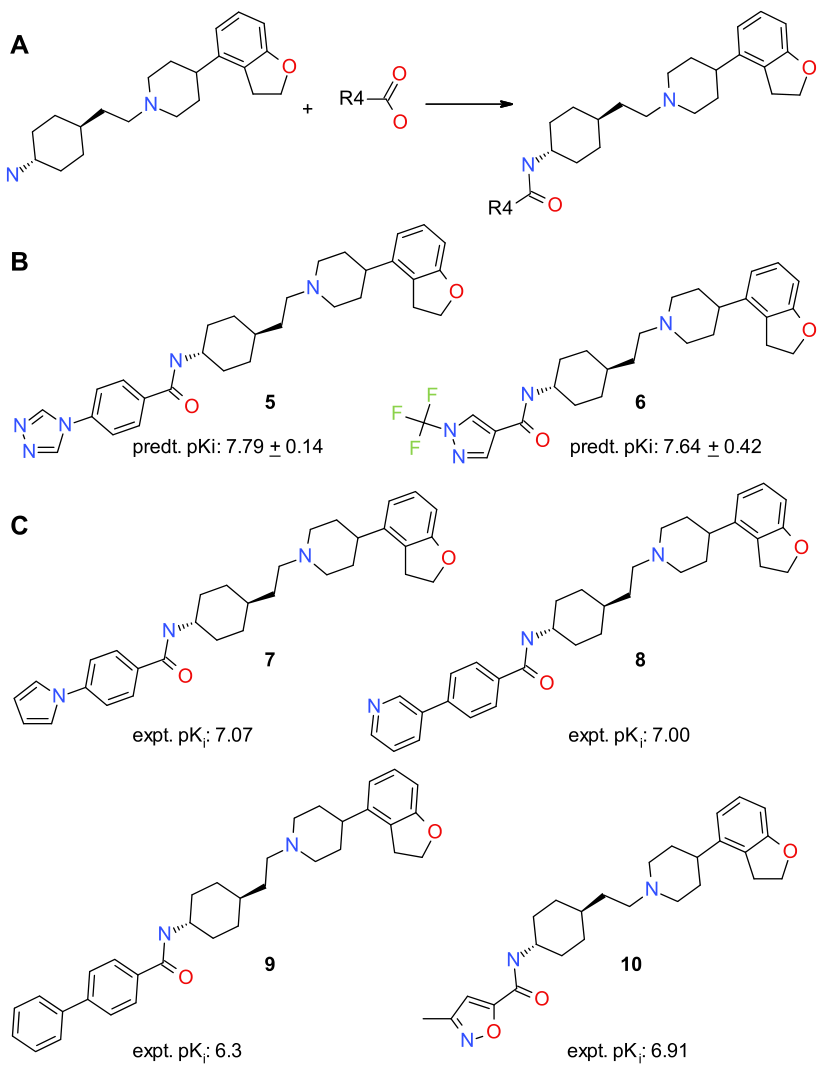 A
N
O
+
R4
O
O
N
O
N
R4
O
B
N
O
N
O
N
N
N
5
predt. pKi: 7.79 ± 0.14
N
O
N
O
F
F
F
N
N
6
predt. pKi: 7.64 ± 0.42
C
N
O
N
O
N
7
expt. pKi: 7.07
N
O
N
O
N
8
expt. pKi: 7.00
N
O
N
O
9
expt. pKi: 6.3
N
O
N
O
N
O
10
expt. pKi: 6.91